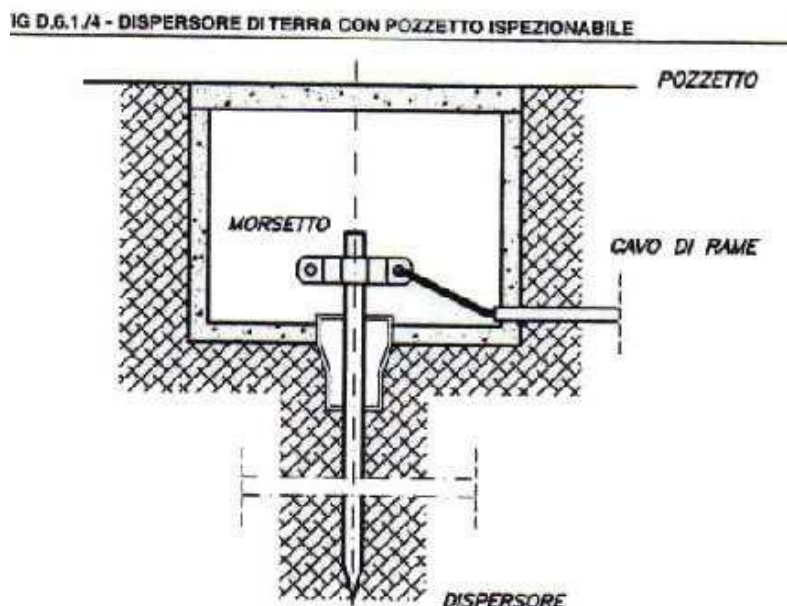 IG D.6.1./4 - DISPERSORE DI TERRA CON POZZETTO ISPEZIONABILE
POZZETTO
MORSETTO
CAVO DI RAME
DISPERSORE